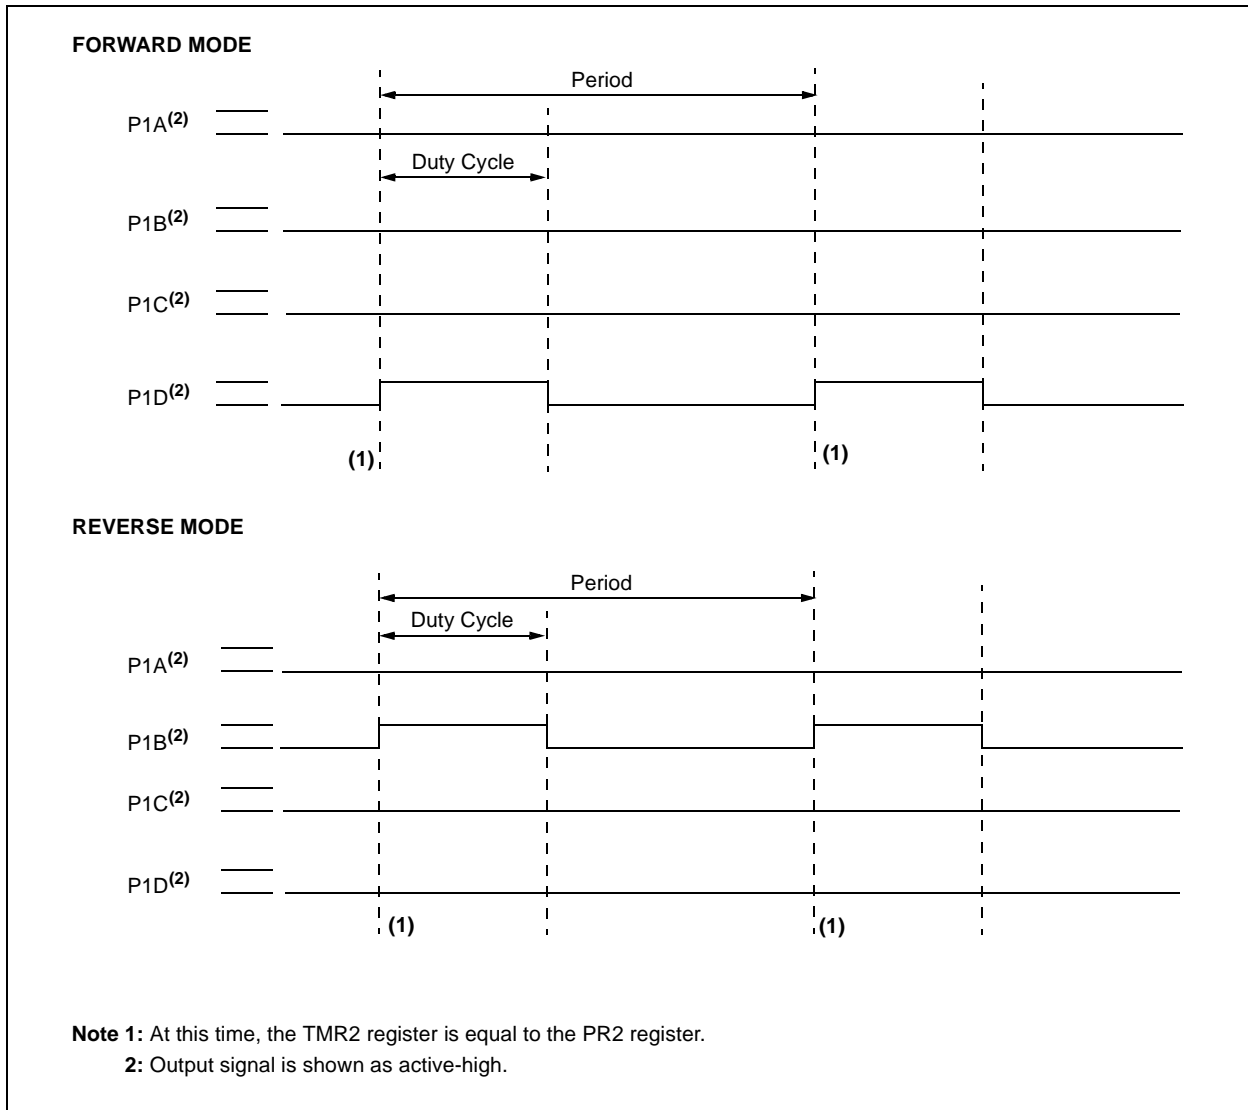 FORWARD MODE
Period
P1A(2)
Duty Cycle
P1B(2)
P1C(2)
P1D(2)
(1)
(1)
REVERSE MODE
Period
Duty Cycle
P1A(2)
P1B(2)
P1C(2)
P1D(2)
(1)
(1)
Note 1: At this time, the TMR2 register is equal to the PR2 register.
2: Output signal is shown as active-high.